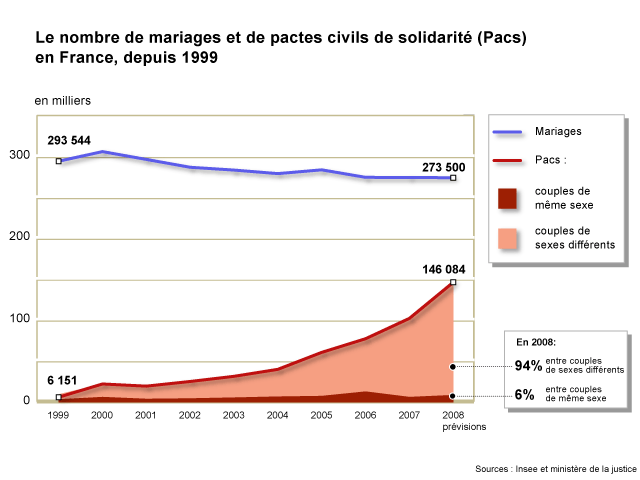 Le nombre de mariages et de pactes civils de solidarité (Pacs)
en France, depuis 1999
en milliers
293 544
300
273 500
200
146 084
100
6 151
0
1999 2000 2001 2002 2003 2004 2005 2006 2007 2008
prévisions
Mariages
Pacs :
couples de
même sexe
couples de
sexes différents
En 2008:
94% entre couples
de sexes différents
6% entre couples
de même sexe
Sources : Insee et ministère de la justice